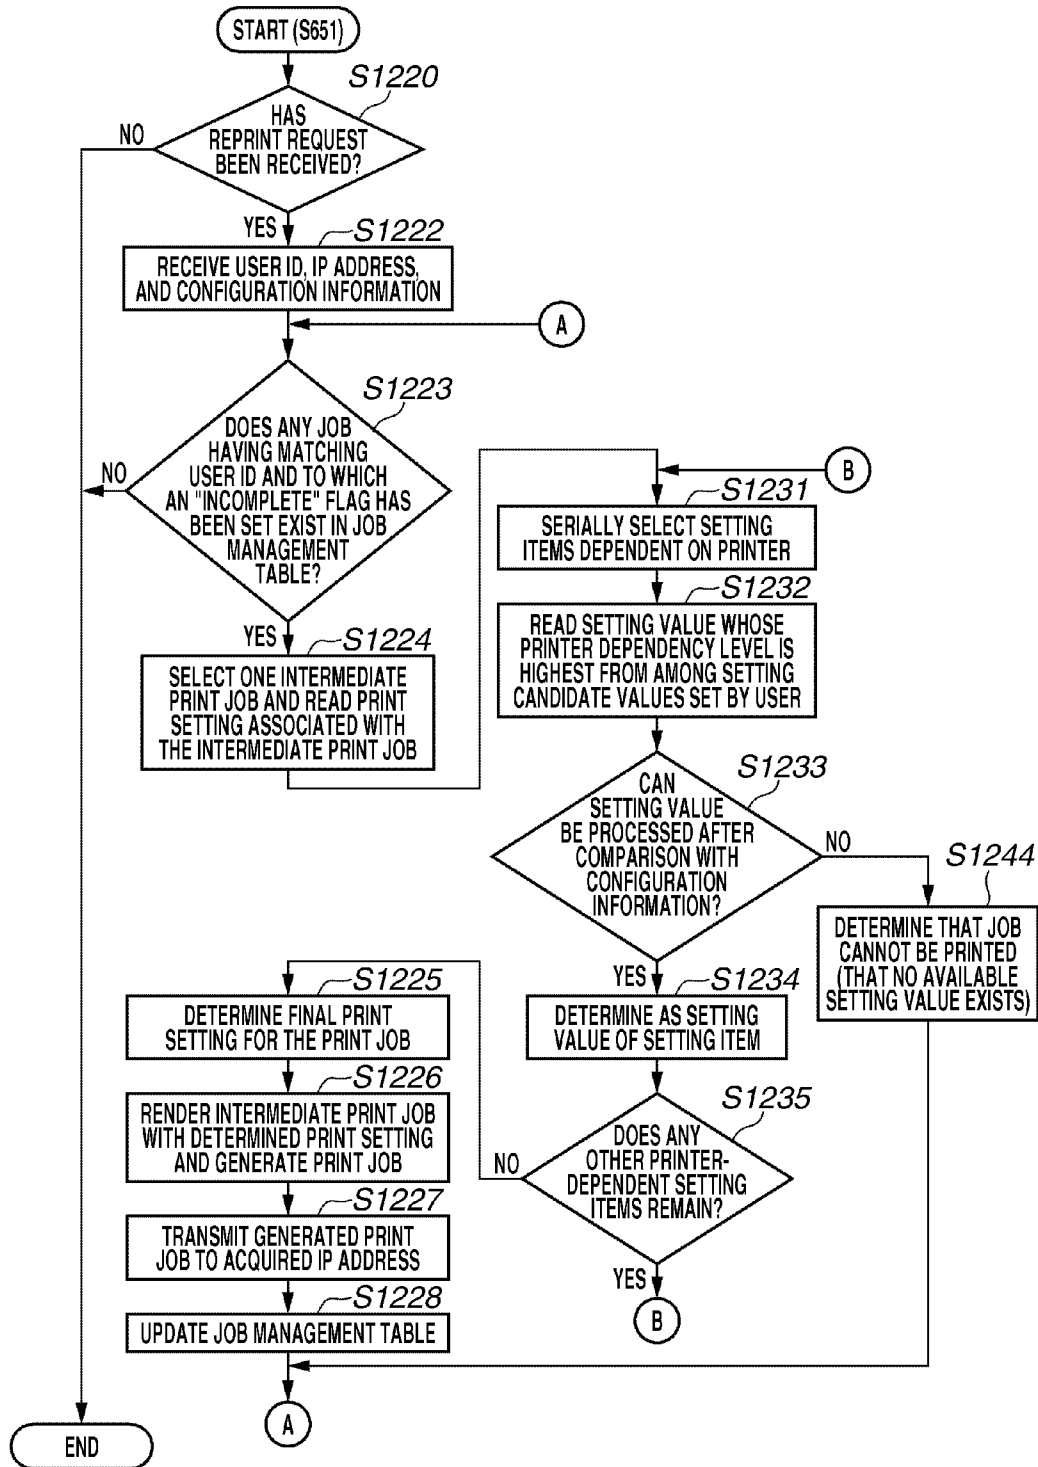 START (S651)
S1220
HAS
REPRINT REQUEST
BEEN RECEIVED?
NO
YES
S1222
RECEIVE USER ID, IP ADDRESS,
AND CONFIGURATION INFORMATION
A
S1223
DOES ANY JOB
HAVING MATCHING
USER ID AND TO WHICH
AN "INCOMPLETE" FLAG HAS
BEEN SET EXIST IN JOB
MANAGEMENT
TABLE?
NO
YES
S1224
SELECT ONE INTERMEDIATE
PRINT JOB AND READ PRINT
SETTING ASSOCIATED WITH
THE INTERMEDIATE PRINT JOB
B
S1231
SERIALLY SELECT SETTING
ITEMS DEPENDENT ON PRINTER
S1232
READ SETTING VALUE WHOSE
PRINTER DEPENDENCY LEVEL IS
HIGHEST FROM AMONG SETTING
CANDIDATE VALUES SET BY USER
S1233
CAN
SETTING VALUE
BE PROCESSED AFTER
COMPARISON WITH
CONFIGURATION
INFORMATION?
NO
YES
S1244
DETERMINE THAT JOB
CANNOT BE PRINTED
(THAT NO AVAILABLE
SETTING VALUE EXISTS)
S1234
DETERMINE AS SETTING
VALUE OF SETTING ITEM
S1235
DOES ANY
OTHER PRINTER-
DEPENDENT SETTING
ITEMS REMAIN?
NO
YES
B
S1225
DETERMINE FINAL PRINT
SETTING FOR THE PRINT JOB
S1226
RENDER INTERMEDIATE PRINT JOB
WITH DETERMINED PRINT SETTING
AND GENERATE PRINT JOB
S1227
TRANSMIT GENERATED PRINT
JOB TO ACQUIRED IP ADDRESS
S1228
UPDATE JOB MANAGEMENT TABLE
A
END